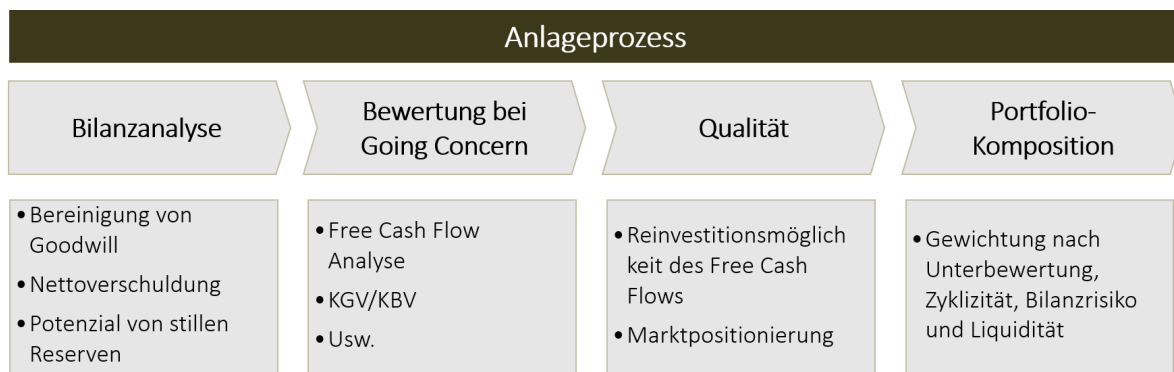 Anlageprozess
Bilanzanalyse
Bewertung bei
Going Concern
Qualität
Portfolio-
Komposition
• Bereinigung von
Goodwill
• Nettoverschuldung
• Potenzial von stillen
Reserven
• Free Cash Flow
Analyse
• KGV/KBV
• Usw.
• Reinvestitionsmöglich
keit des Free Cash
Flows
• Marktpositionierung
• Gewichtung nach
Unterbewertung,
Zyklizität, Bilanzrisiko
und Liquidität